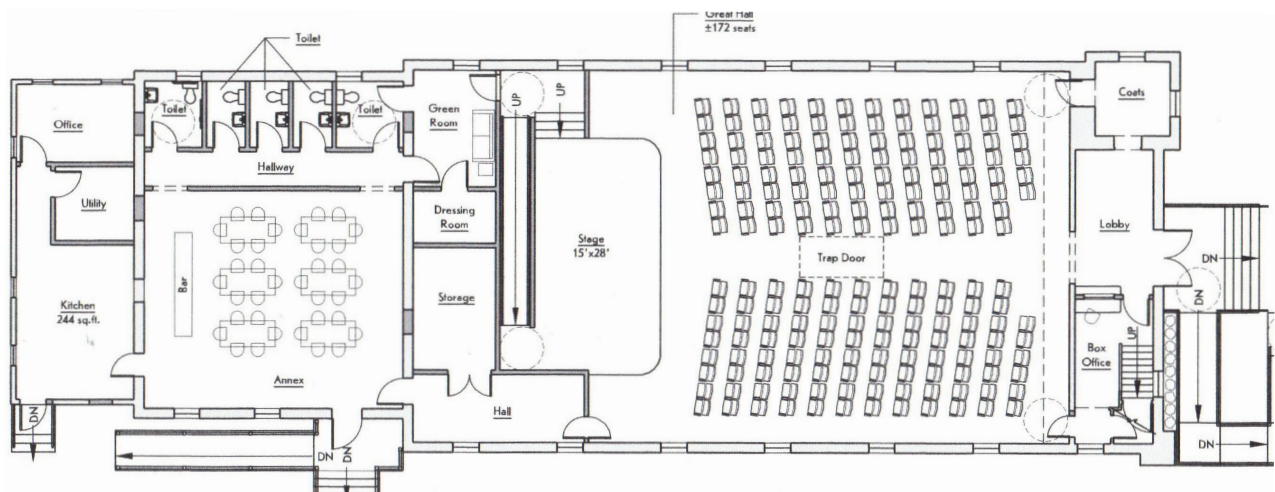 Great Hall
±172 seats
Toilet
Office
Toilet
Toilet
Green
Room
UP
UP
Coats
Hallway
Utility
Dressing
Room
Lobby
Stage
15'x28'
Trap Door
DN
DN
Bar
Storage
Kitchen
244 sq.ft.
Box
Office
UP
Annex
Hall
DN
DN
DN
DN
DN